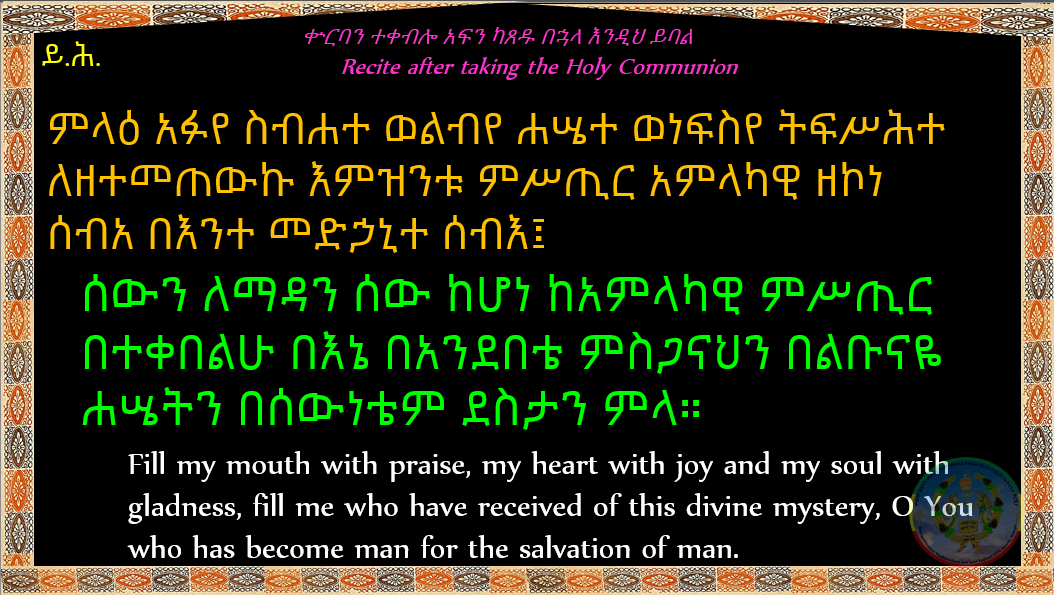 ቍርባን ተቀብሎ አፍን ካጸዱ በኋላ እንዲህ ይባል
ይ.ሕ.
Recite after taking the Holy Communion
ምላዕ አፉየ ስብሐተ ወልብየ ሐሤተ ወነፍስየ ትፍሥሕተ
ለዘተመጠውኩ እምዝንቱ ምሥጢር አምላካዊ ዘኮነ
ሰብአ በእንተ መድኃኒተ ሰብእ፤
ሰውን ለማዳን ሰው ከሆነ ከአምላካዊ ምሥጢር
በተቀበልሁ በእኔ በአንደበቴ ምስጋናህን በልቡናዬ
ሐሤትን በሰውነቴም ደስታን ምላ።
Fill my mouth with praise, my heart with joy and my soul with
gladness, fill me who have received of this divine mystery, O You
who has become man for the salvation of man.